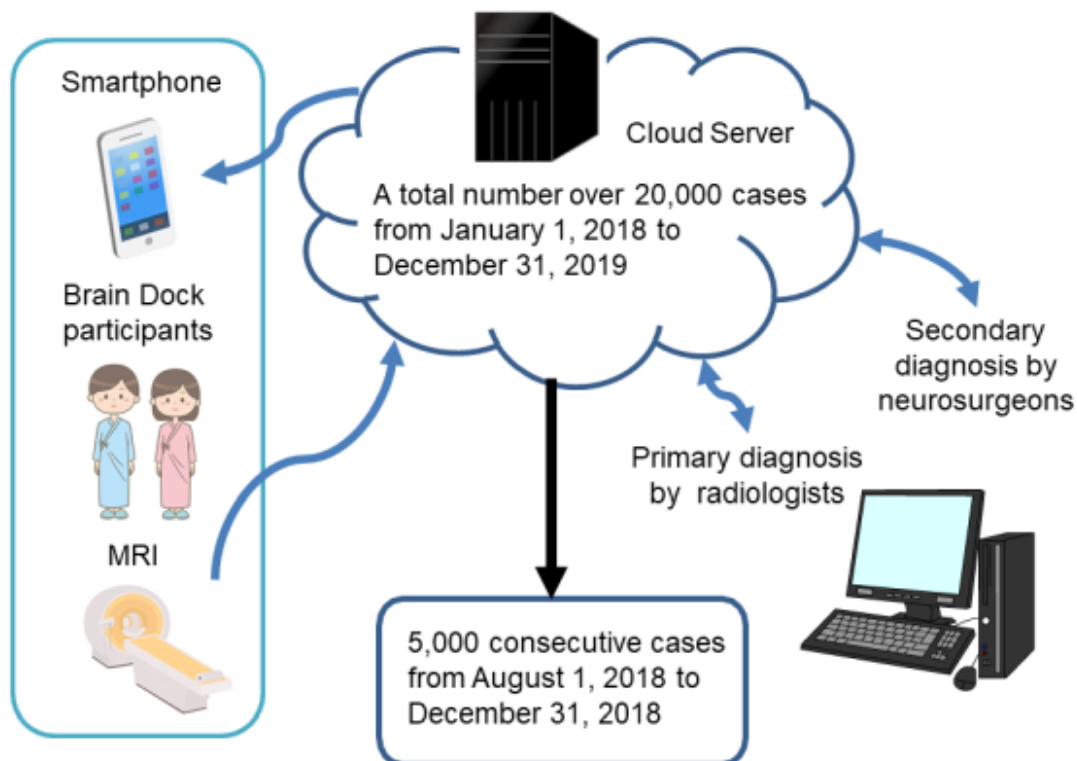 Smartphone
Brain Dock
participants
MRI
Cloud Server
A total number over 20,000 cases
from January 1, 2018 to
December 31, 2019
Secondary
diagnosis by
neurosurgeons
Primary diagnosis
by radiologists
5,000 consecutive cases
from August 1, 2018 to
December 31, 2018